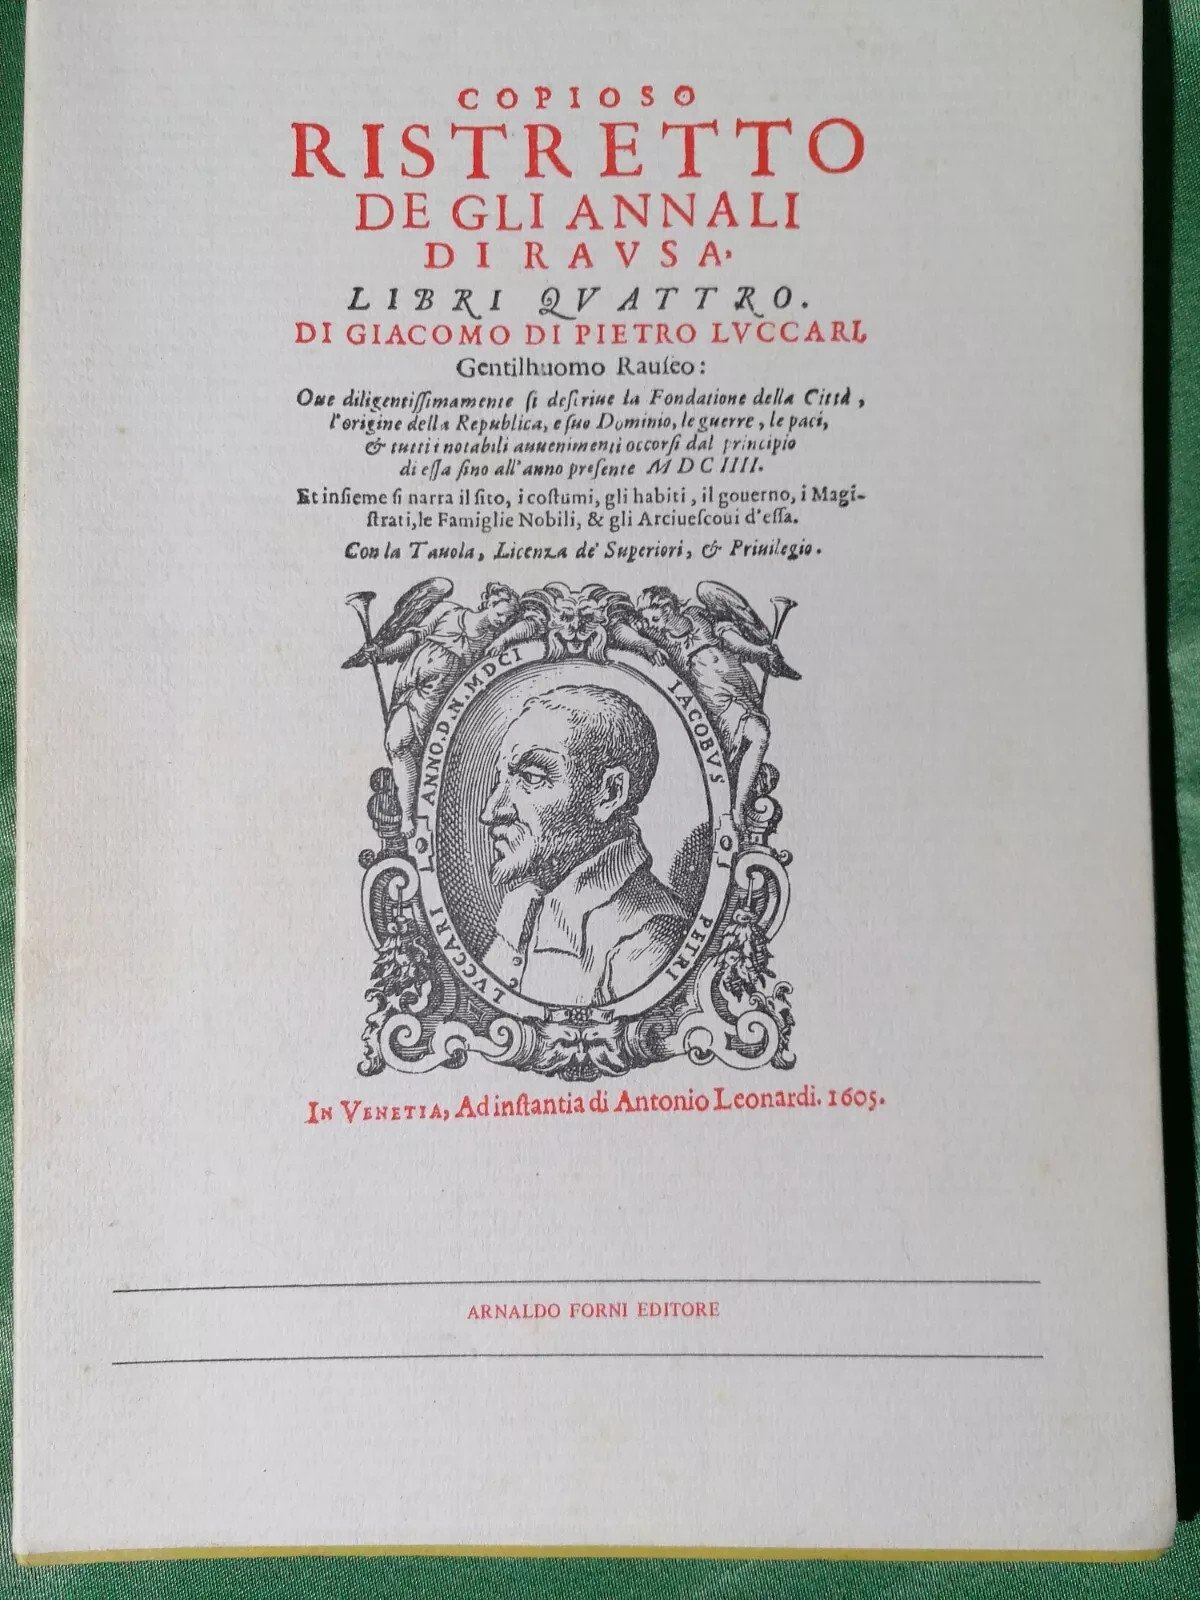 COPIOSO
RISTRETTO
DE GLI ANNALI
DI RAVSA,
LIBRI QVATTRO.
DI GIACOMO DI PIETRO LVCCARI,
Gentilhuomo Rauſeo:
Oue diligentiſſimamente ſi deſcriue la Fondatione della Città,
l'origine della Republica, e ſuo Dominio, le guerre, le paci,
& tutti i notabili auuenimenti occorſi dal principio
di eſſa ſino all'anno preſente MDCIIII.
Et inſieme ſi narra il ſito, i coſtumi, gli habiti, il gouerno, i Magi-
ſtrati, le Famiglie Nobili, & gli Arciueſcoui d'eſſa.
Con la Tauola, Licenza de' Superiori, & Priuilegio.
ANNO. D. N. MDCI
IACOBVS
PETRI
LVCCARI
IN VENETIA, Ad inſtantia di Antonio Leonardi. 1605.
ARNALDO FORNI EDITORE